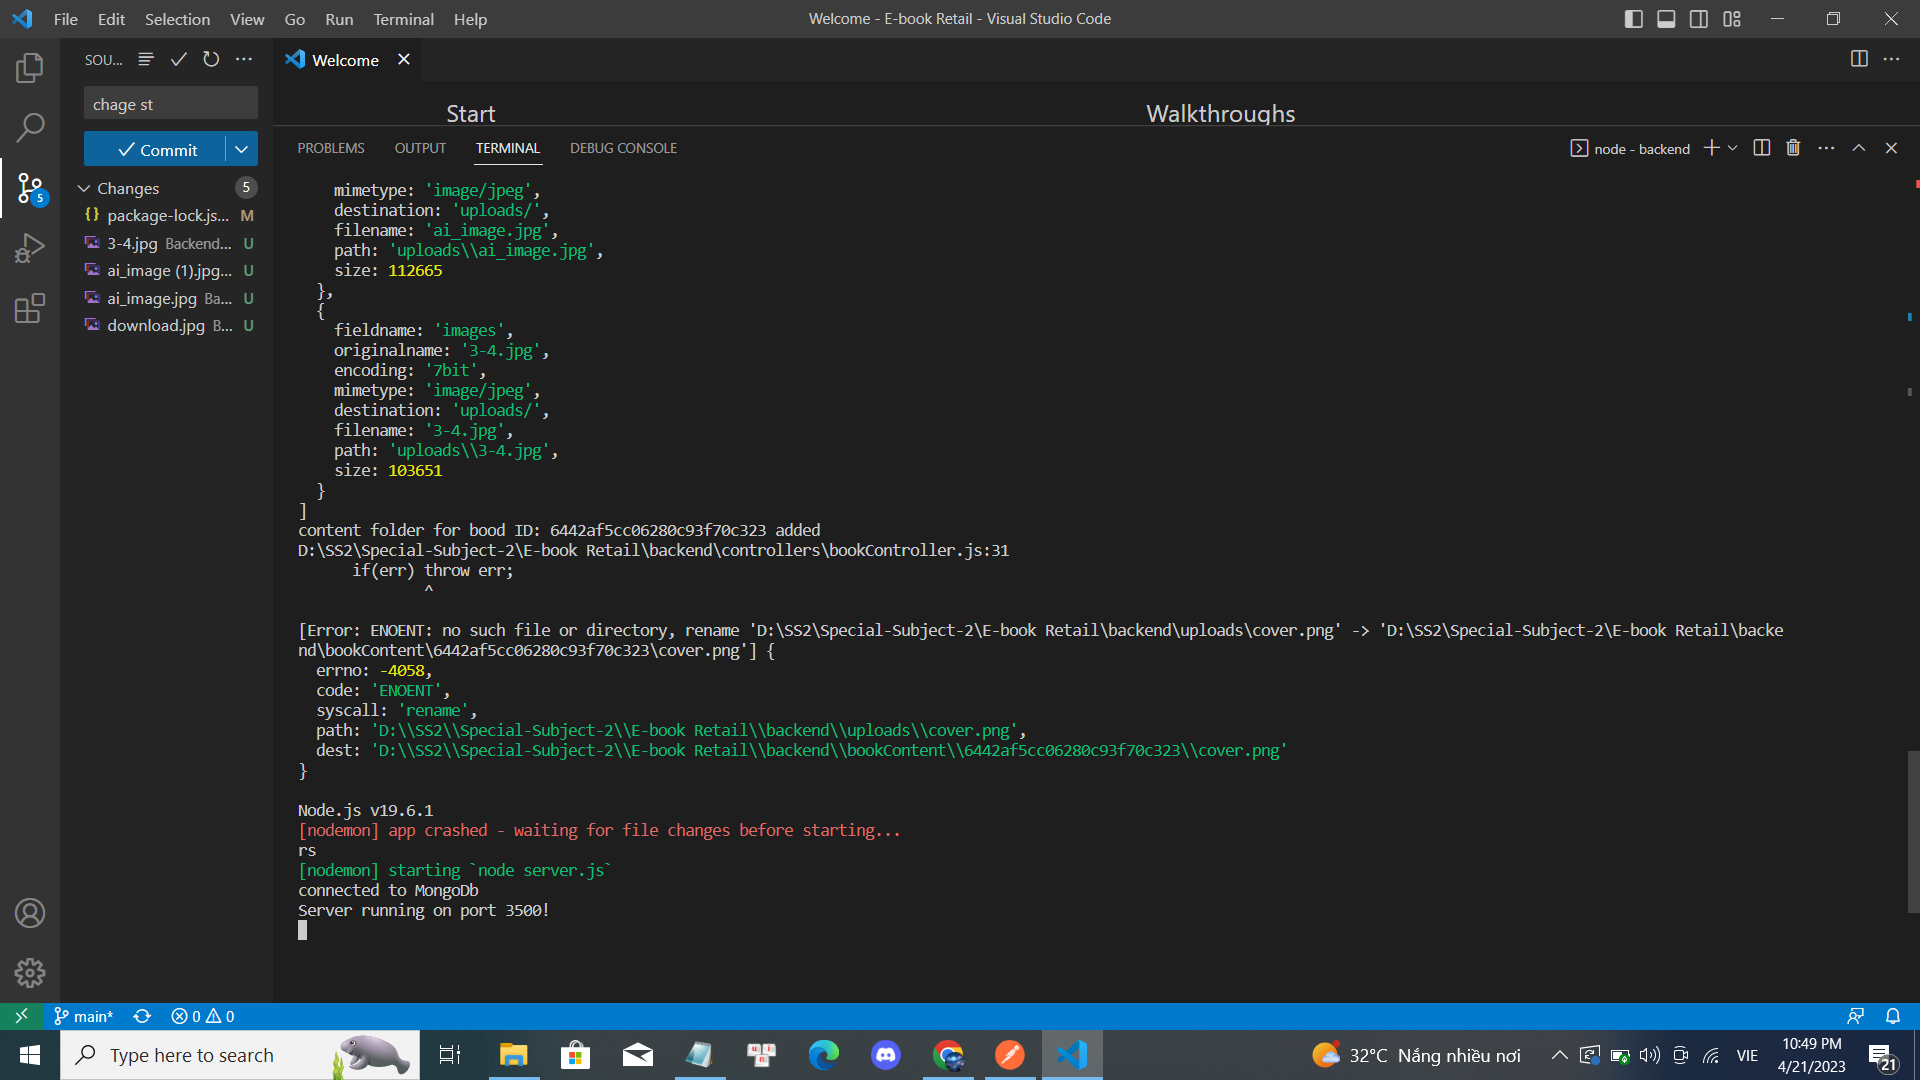 File Edit Selection View Go Run Terminal Help
Welcome - E-book Retail - Visual Studio Code
SOU...
Welcome
chage st
Commit
Changes 5
package-lock.js... M
3-4.jpg Backend... U
ai_image (1).jpg... U
ai_image.jpg Ba... U
download.jpg B... U
5
Start
Walkthroughs
PROBLEMS OUTPUT TERMINAL DEBUG CONSOLE
node - backend
mimetype: 'image/jpeg',
destination: 'uploads/',
filename: 'ai_image.jpg',
path: 'uploads\\ai_image.jpg',
size: 112665
},
{
fieldname: 'images',
originalname: '3-4.jpg',
encoding: '7bit',
mimetype: 'image/jpeg',
destination: 'uploads/',
filename: '3-4.jpg',
path: 'uploads\\3-4.jpg',
size: 103651
}
]
content folder for bood ID: 6442af5cc06280c93f70c323 added
D:\SS2\Special-Subject-2\E-book Retail\backend\controllers\bookController.js:31
if(err) throw err;
^
[Error: ENOENT: no such file or directory, rename 'D:\SS2\Special-Subject-2\E-book Retail\backend\uploads\cover.png' -> 'D:\SS2\Special-Subject-2\E-book Retail\backe
nd\bookContent\6442af5cc06280c93f70c323\cover.png'] {
errno: -4058,
code: 'ENOENT',
syscall: 'rename',
path: 'D:\\SS2\\Special-Subject-2\\E-book Retail\\backend\\uploads\\cover.png',
dest: 'D:\\SS2\\Special-Subject-2\\E-book Retail\\backend\\bookContent\\6442af5cc06280c93f70c323\\cover.png'
}
Node.js v19.6.1
[nodemon] app crashed - waiting for file changes before starting...
rs
[nodemon] starting `node server.js`
connected to MongoDb
Server running on port 3500!
main* 0 0
Type here to search
32°C Nắng nhiều nơi
VIE
10:49 PM
4/21/2023
21